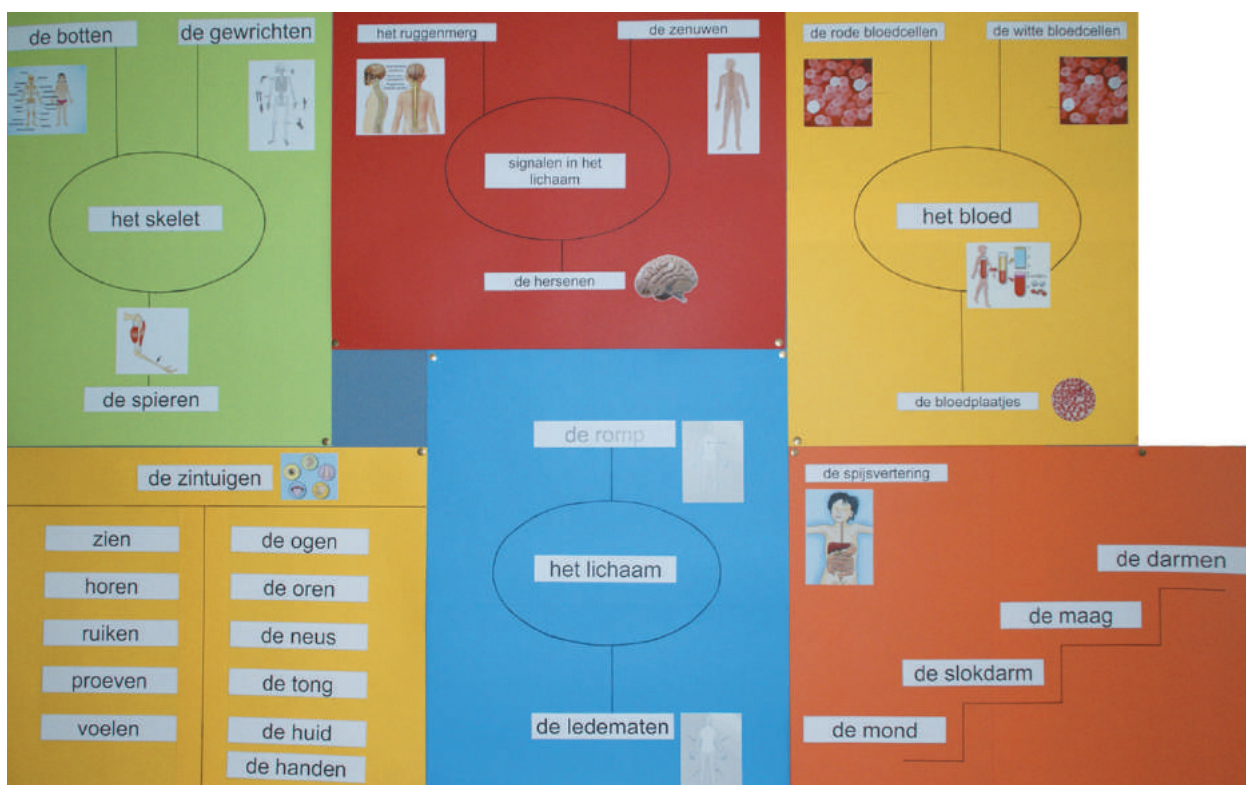 de botten
de gewrichten
het skelet
de spieren
het ruggenmerg
de zenuwen
signalen in het
lichaam
de hersenen
de rode bloedcellen
de witte bloedcellen
het bloed
de bloedplaatjes
de zintuigen
zien
de ogen
horen
de oren
ruiken
de neus
proeven
de tong
voelen
de huid
de handen
de romp
het lichaam
de ledematen
de spijsvertering
de darmen
de maag
de slokdarm
de mond